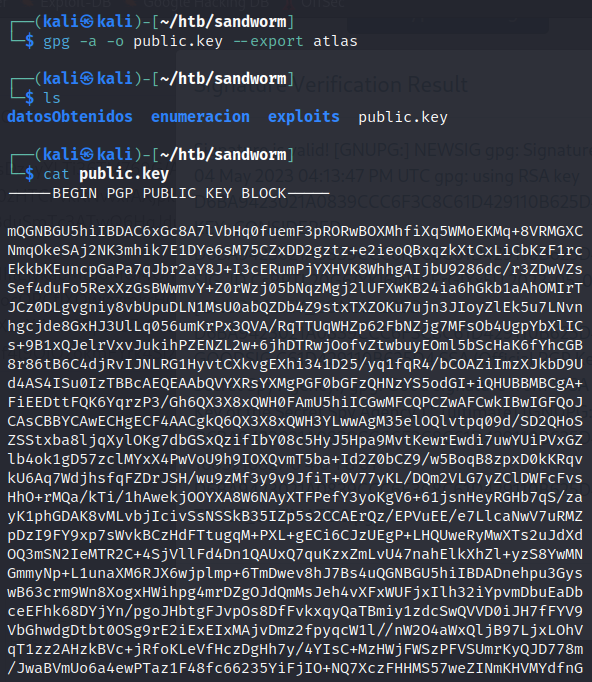 ┌──(kali㉿kali)-[~/htb/sandworm]
└─$ gpg -a -o public.key --export atlas
┌──(kali㉿kali)-[~/htb/sandworm]
└─$ ls
datosObtenidos enumeracion exploits public.key
┌──(kali㉿kali)-[~/htb/sandworm]
└─$ cat public.key
-----BEGIN PGP PUBLIC KEY BLOCK-----
mQGNBGU5hiIBDAC6xGc8A7lVbHq0fuemF3pRORwBOXMhfiXq5WMoEKMq+8VRMGXC
NmqOkeSAj2NK3mhik7E1DYe6sM75CZxDD2gztz+e2ieoQBxqzkXtCxLiCbKzF1rc
EkkbKEuncpGaPa7qJbr2aY8J+I3cERumPjYXHVK8WhhgAIjbU9286dc/r3ZDwVZs
Sef4duFo5RexXzGsBWwmvY+Z0rWzj05bNqzMgj2lUFXwKB24ia6hGkb1aAhOMIrT
JCz0DLgvgniy8vbUpuDLN1MsU0abQZDb4Z9stxTXZOKu7ujn3JIoyZlEk5u7LNvn
hgcjde8GxHJ3UlLq056umKrPx3QVA/RqTTUqWHZp62FbNZjg7MFsOb4UgpYbXlIC
s+9B1xQJelrVxvJukihPZENZL2w+6jhDTRwjOofvZtwbuyEOml5bScHaK6fYhcGB
8r86tB6C4djRvIJNLRG1HyvtCXkvgEXhi341D25/yq1fqR4/bCOAZiImzXJkbD9U
d4AS4ISu0IzTBBcAEQEAAbQVYXRsYXMgPGF0bGFzQHNzYS5odGI+iQHUBBMBCgA+
FiEEDttFQK6YqrzP3/Gh6QX3X8xQWH0FAmU5hiICGwMFCQPCZwAFCwkIBwIGFQoJ
CAsCBBYCAwECHgECF4AACgkQ6QX3X8xQWH3YLwwAgM35elOQlvtpq09d/SD2QHoS
ZSStxba8ljqXylOKg7dbGSxQzifIbY08c5HyJ5Hpa9MvtKewrEwdi7uwYUiPVxGZ
lb4ok1gD57zclMYxX4PwVoU9h9IOXQvmT5ba+Id2Z0bCZ9/w5BoqB8zpxD0kKRqv
kU6Aq7WdjhsfqFZDrJSH/wu9zMf3y9v9JfiT+0V77yKL/DQm2VLG7yZClDWFcFvs
HhO+rMQa/kTi/1hAwekjOOYXA8W6NAyXTFPefY3yoKgV6+61jsnHeyRGHb7qS/za
yK1phGDAK8vMLvbjIcivSsNSSkB35IZp5s2CCAErQz/EPVuEE/e7LlcaNwV7uRMZ
pDzI9FY9xp7sWvkBCzHdFTtugqM+PXL+gECi6CJzUEgP+LHQUweRyMwXTs2uJdXd
OQ3mSN2IeMTR2C+4SjVllFd4Dn1QAUxQ7quKzxZmLvU47nahElkXhZl+yzS8YwMN
GmmyNp+L1unaXM6RJX6wjplmp+6TmDwev8hJ7Bs4uQGNBGU5hiIBDADnehpu3Gys
wB63crm9Wn8XogxHWihpg4mrDZgOJdQmMsJeh4vXFxWUFjxIlh32iYpvmDbuEaDb
ceEFhk68DYjYn/pgoJHbtgFJvpOs8DfFvkxqyQaTBmiy1zdcSwQVVD0iJH7fFYV9
VbGhwdgDtbt0OSg9rE2iExEIxMAjvDmz2fpyqcW1l//nW2O4aWxQljB97LjxLOhV
qT1zz2AHzkBVc+jRfoKLeVfHczDgHh7y/4YIsC+MzHWjFWSzPFVSUmrKyQJD778m
/JwaBVmUo6a4ewPTaz1F48fc66235YiFjIO+NQ7XczFHHMS57weZINmKHVMYdfnG